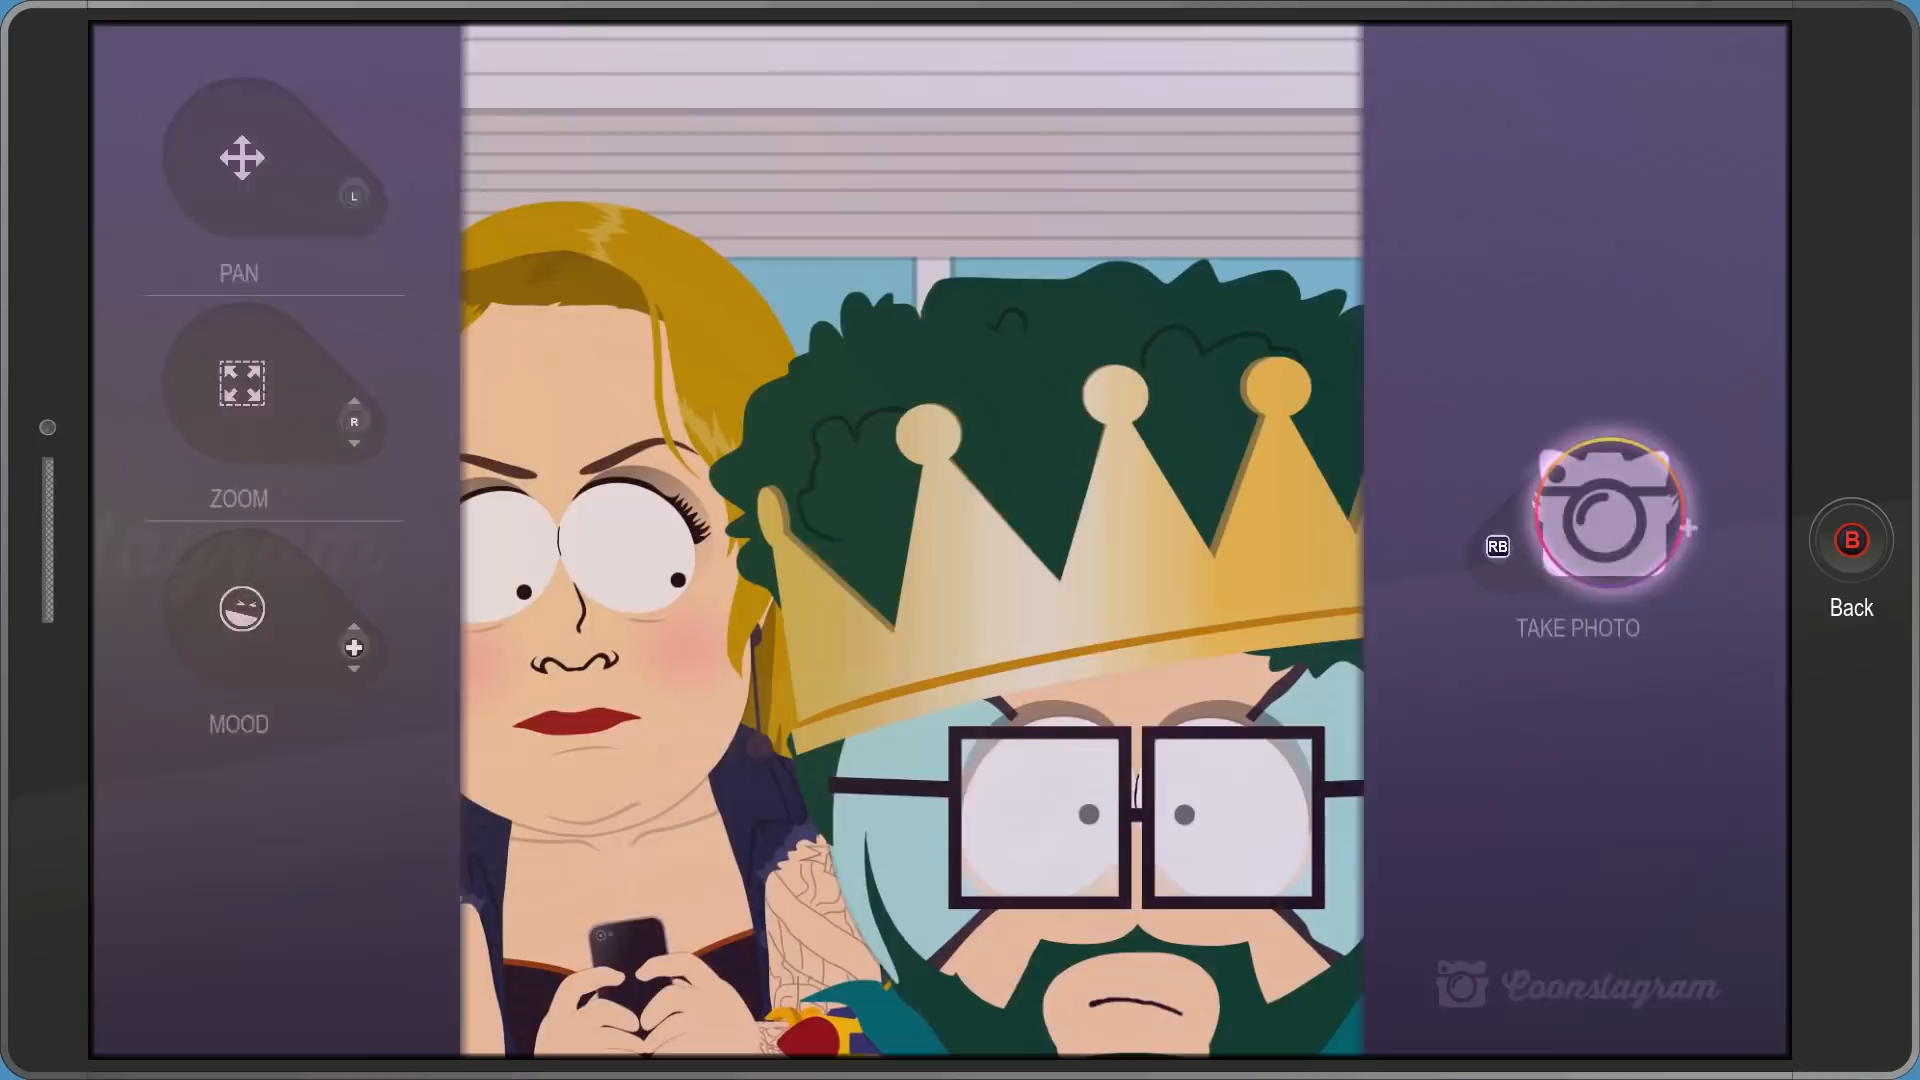 L
PAN
R
ZOOM
MOOD
RB
TAKE PHOTO
B
Back
Coonstagram